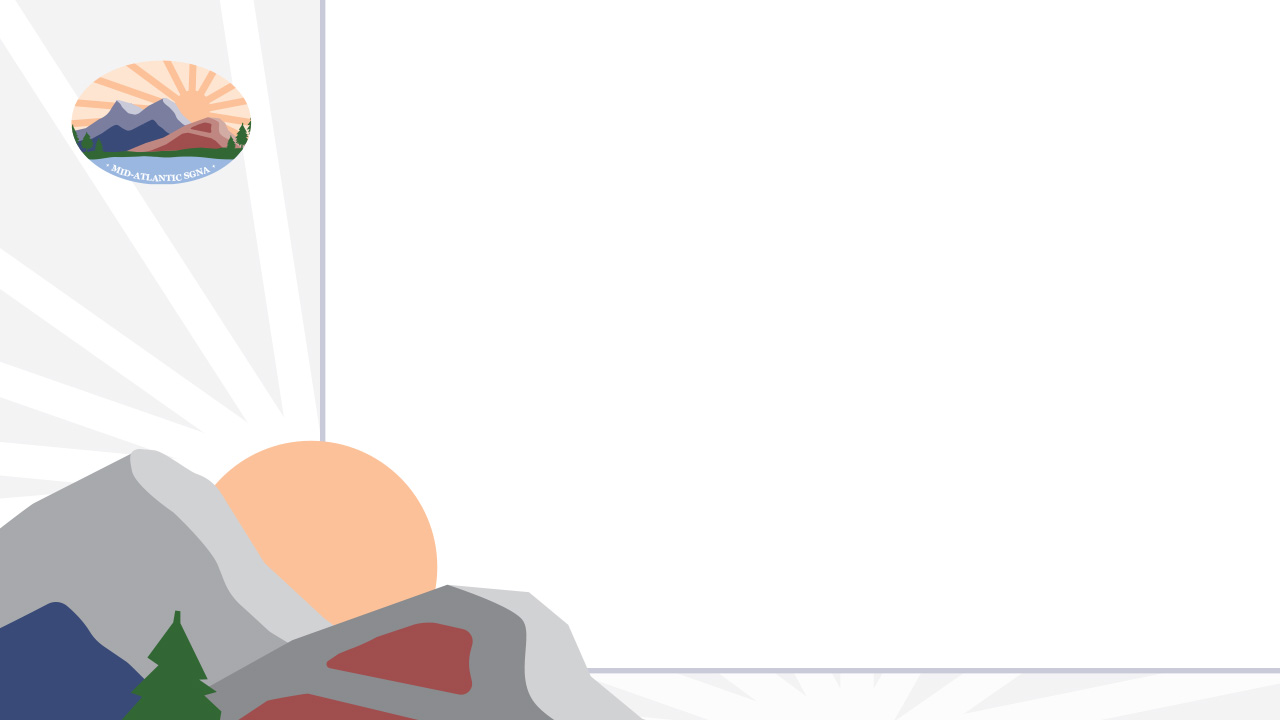 • MID-ATLANTIC SGNA •